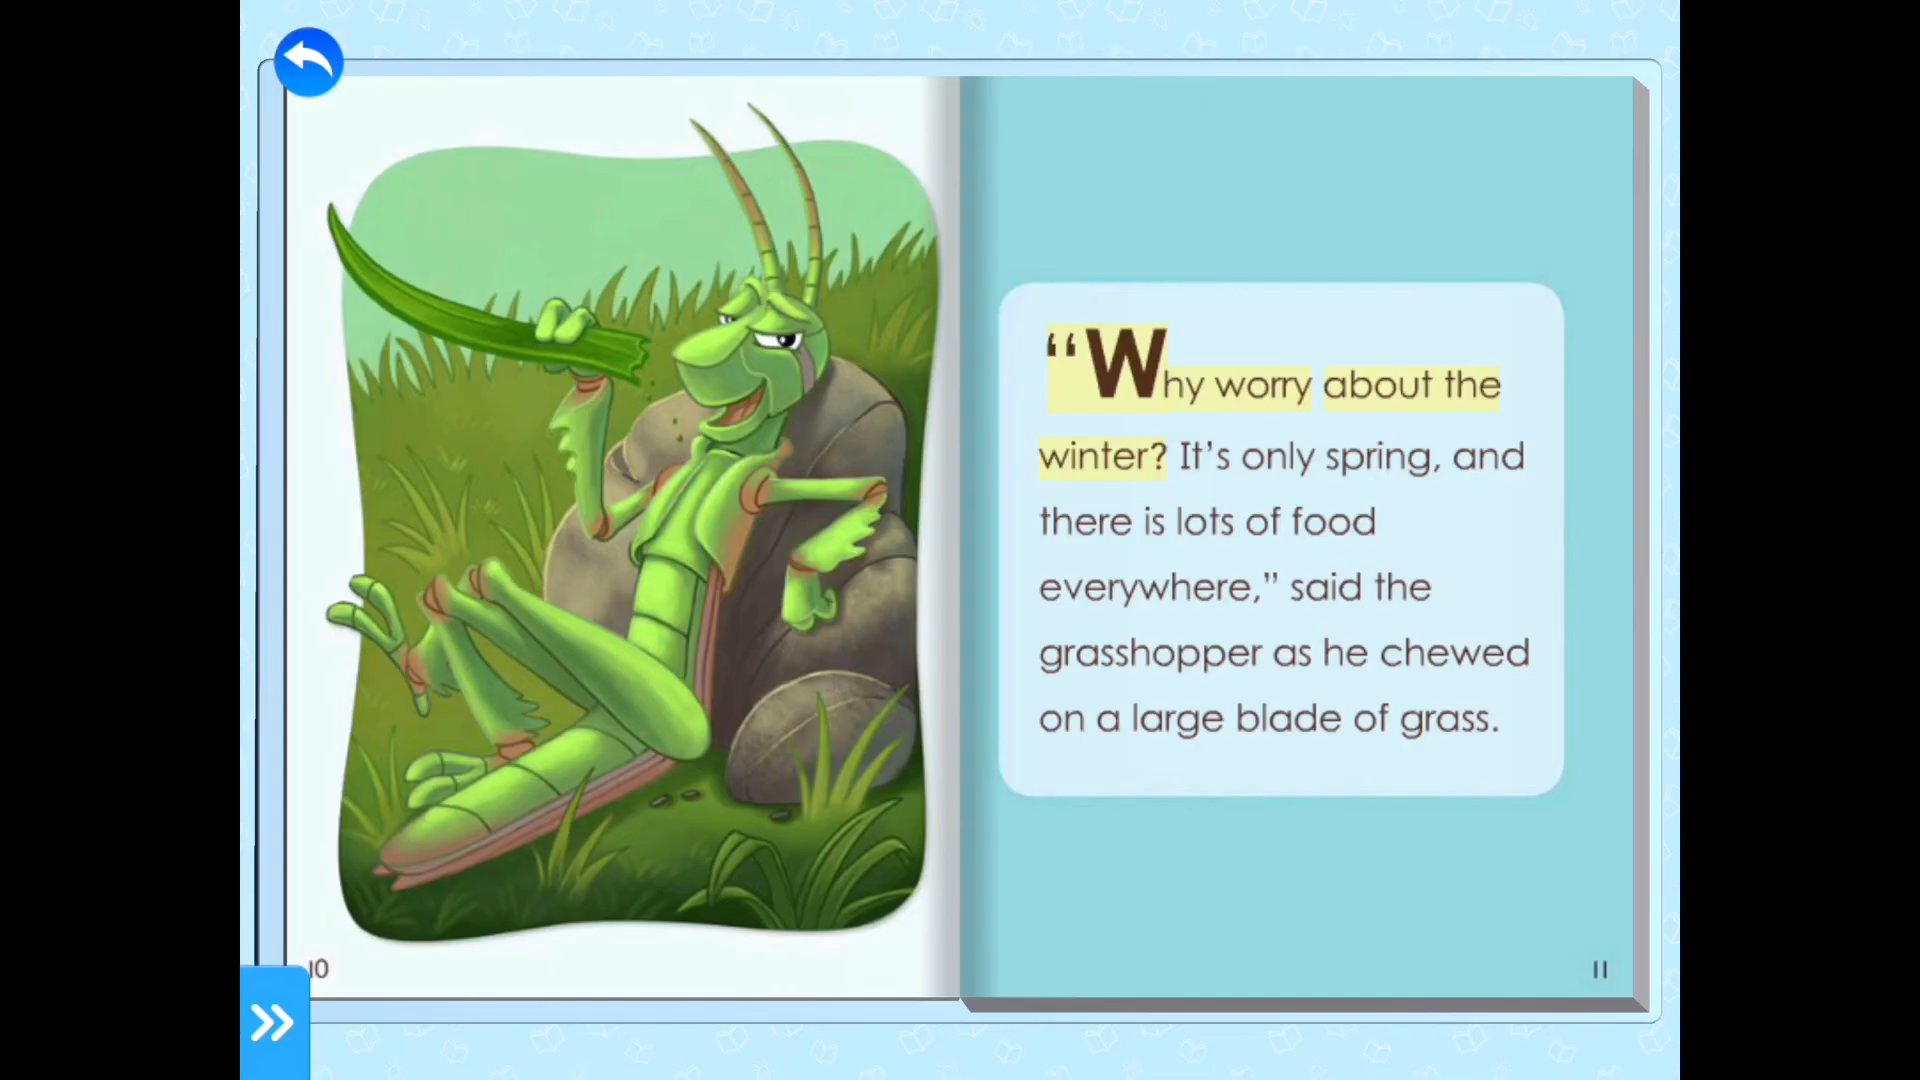 “Why worry about the
winter? It’s only spring, and
there is lots of food
everywhere,” said the
grasshopper as he chewed
on a large blade of grass.
10
11